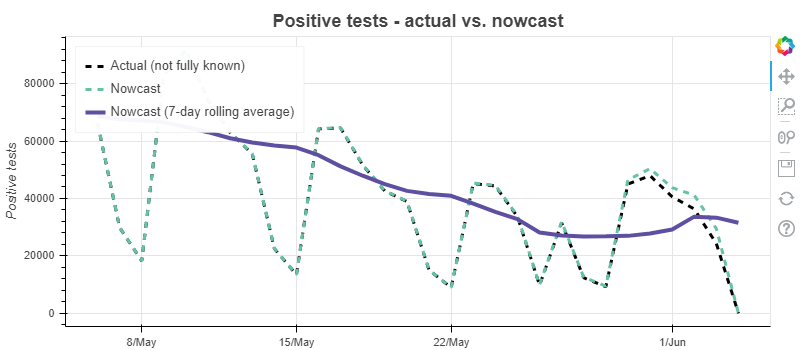 Positive tests - actual vs. nowcast
Actual (not fully known)
Nowcast
Nowcast (7-day rolling average)
Positive tests
80000
60000
40000
20000
0
8/May
15/May
22/May
1/Jun